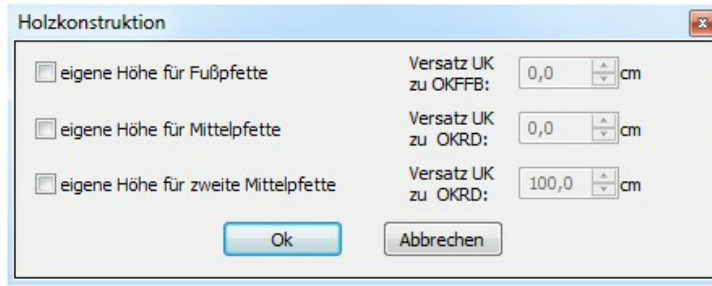 Holzkonstruktion
eigene Höhe für Fußpfette
Versatz UK
zu OKFFB:
0,0
cm
eigene Höhe für Mittelpfette
Versatz UK
zu OKRD:
0,0
cm
eigene Höhe für zweite Mittelpfette
Versatz UK
zu OKRD:
100,0
cm
Ok
Abbrechen